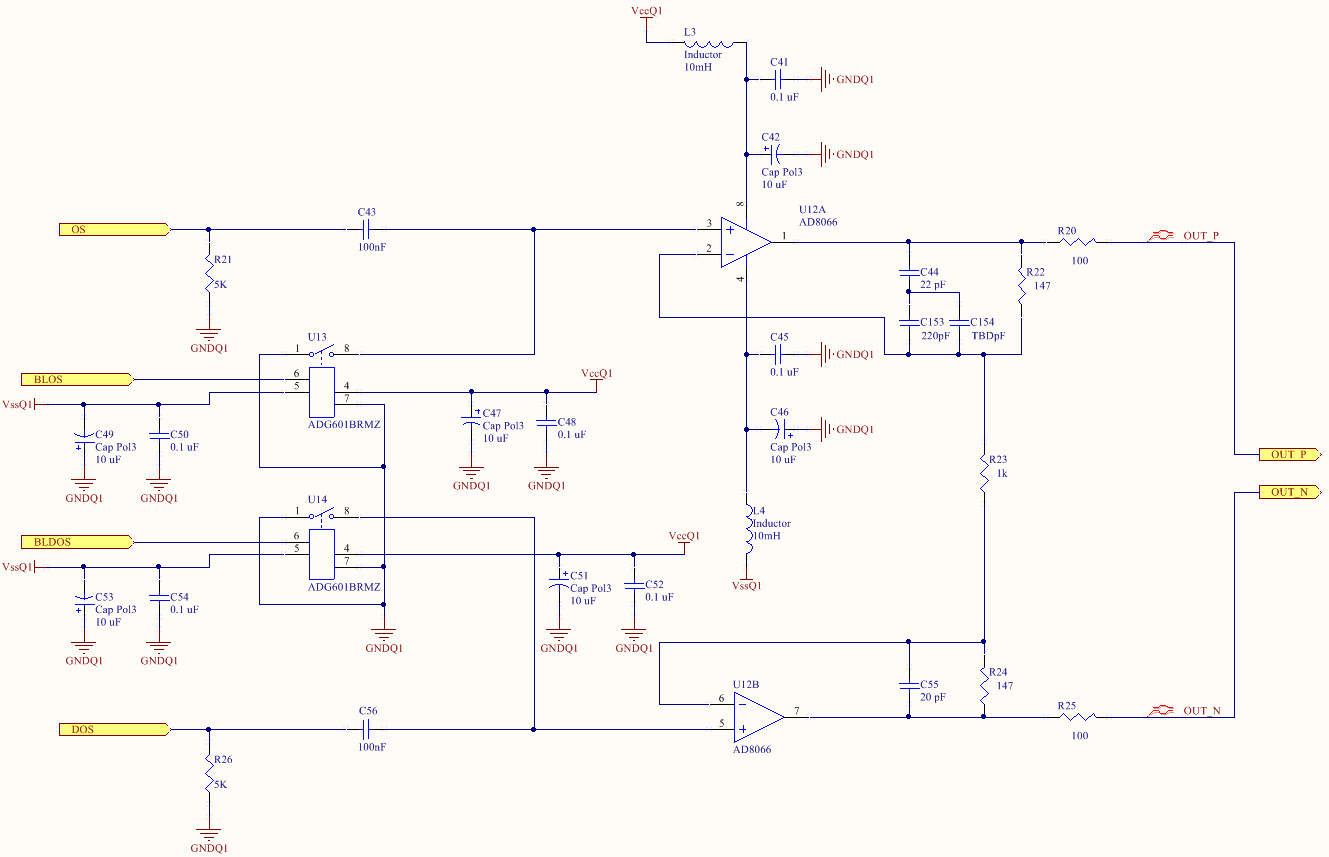 VccQ1
L3
Inductor
10mH
C41
0.1 uF
GNDQ1
C42
Cap Pol3
10 uF
GNDQ1
8
U12A
AD8066
3
2
1
4
OS
C43
100nF
R21
5K
GNDQ1
R20
100
OUT_P
C44
22 pF
R22
147
C153
220pF
C154
TBDpF
C45
0.1 uF
GNDQ1
C46
Cap Pol3
10 uF
GNDQ1
U13
1
8
BLOS
6
5
4
7
VccQ1
VssQ1
ADG601BRMZ
C49
Cap Pol3
10 uF
GNDQ1
C50
0.1 uF
GNDQ1
C47
Cap Pol3
10 uF
GNDQ1
C48
0.1 uF
GNDQ1
R23
1k
OUT_P
OUT_N
L4
Inductor
10mH
VssQ1
U14
1
8
BLDOS
6
5
4
7
VccQ1
VssQ1
ADG601BRMZ
C53
Cap Pol3
10 uF
GNDQ1
C54
0.1 uF
GNDQ1
GNDQ1
C51
Cap Pol3
10 uF
GNDQ1
C52
0.1 uF
GNDQ1
U12B
6
5
7
AD8066
C55
20 pF
R24
147
R25
100
OUT_N
DOS
C56
100nF
R26
5K
GNDQ1